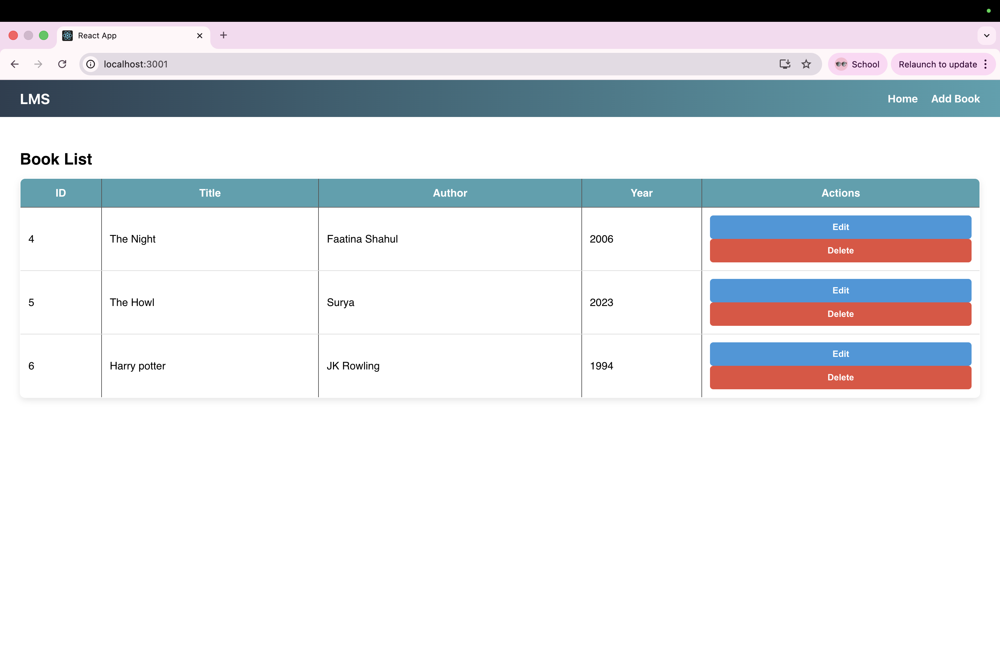 React App
localhost:3001
School
Relaunch to update
LMS
Home
Add Book
Book List
ID Title Author Year Actions
4 The Night Faatina Shahul 2006 Edit
Delete
5 The Howl Surya 2023 Edit
Delete
6 Harry potter JK Rowling 1994 Edit
Delete